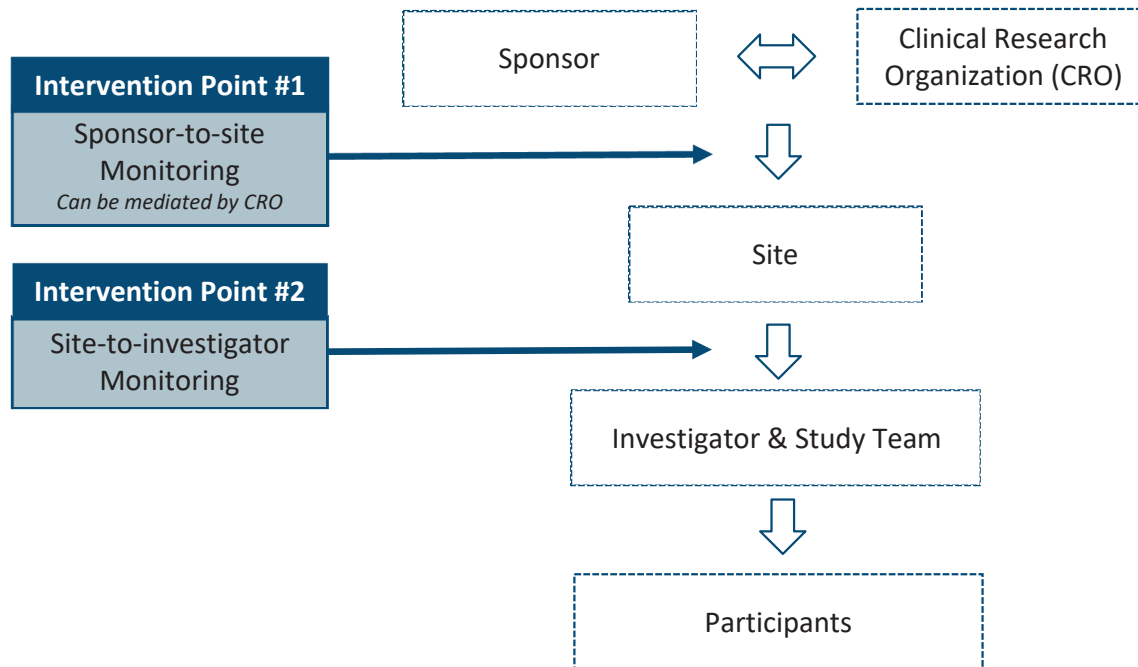 Sponsor
Clinical Research
Organization (CRO)
Intervention Point #1
Sponsor-to-site
Monitoring
Can be mediated by CRO
Site
Intervention Point #2
Site-to-investigator
Monitoring
Investigator & Study Team
Participants